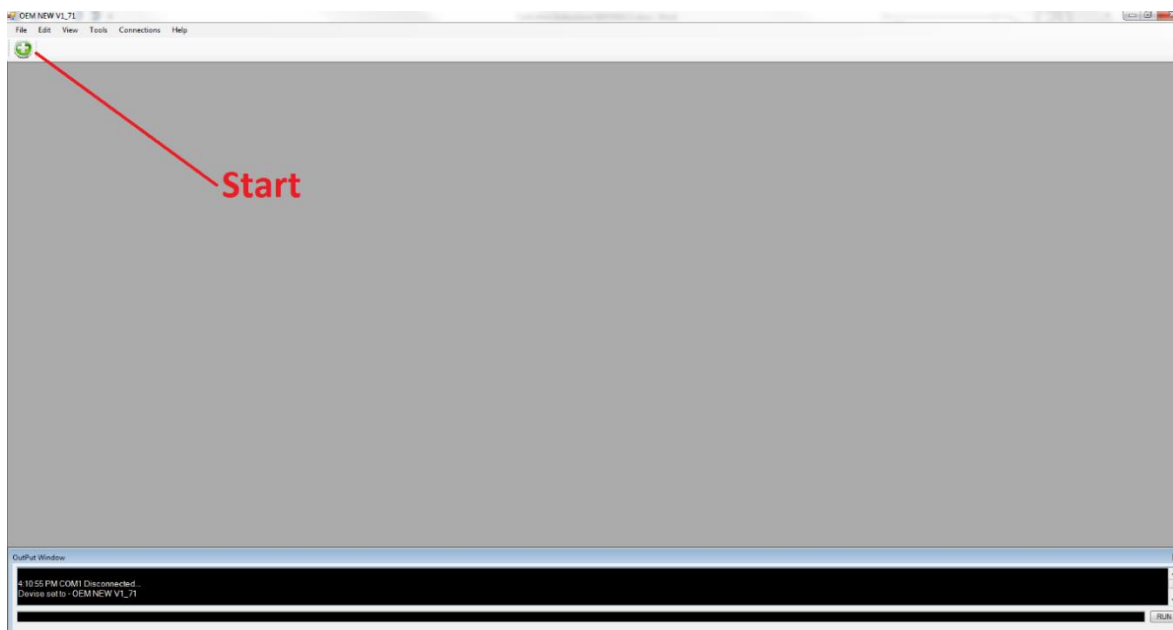 OEM NEW V1_71
File Edit View Tools Connections Help
Start
OutPut Window
4:10:55 PM COM1 Disconnected...
Devise set to - OEM NEW V1_71
RUN